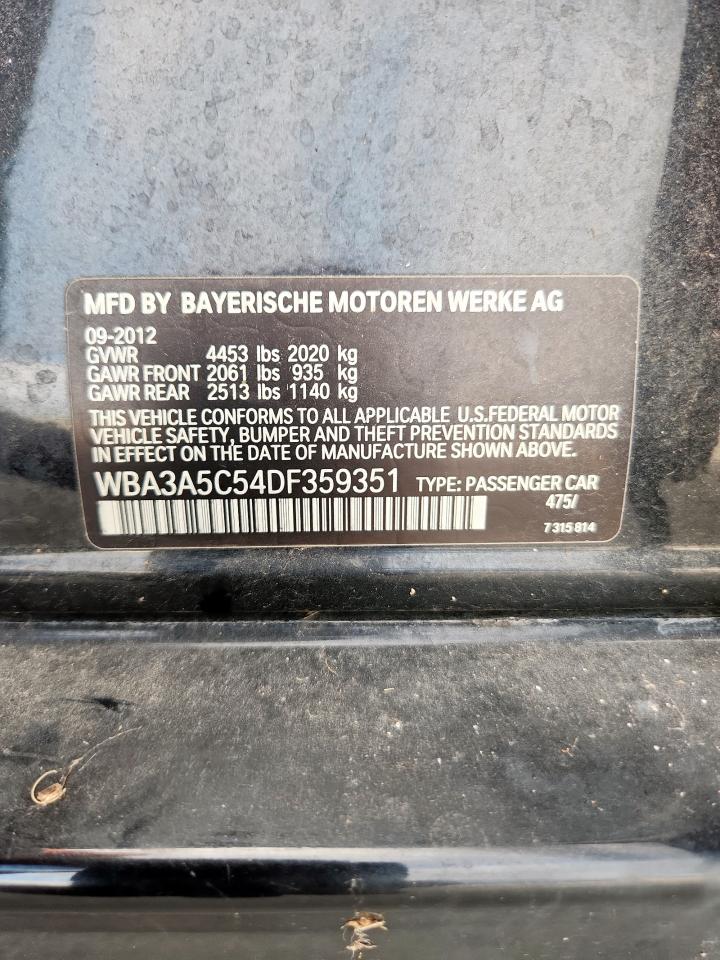 MFD BY BAYERISCHE MOTOREN WERKE AG
09-2012
GVWR 4453 lbs 2020 kg
GAWR FRONT 2061 lbs 935 kg
GAWR REAR 2513 lbs 1140 kg
THIS VEHICLE CONFORMS TO ALL APPLICABLE U.S.FEDERAL MOTOR
VEHICLE SAFETY, BUMPER AND THEFT PREVENTION STANDARDS
IN EFFECT ON THE DATE OF MANUFACTURE SHOWN ABOVE.
WBA3A5C54DF359351 TYPE: PASSENGER CAR
475/
7 315 814